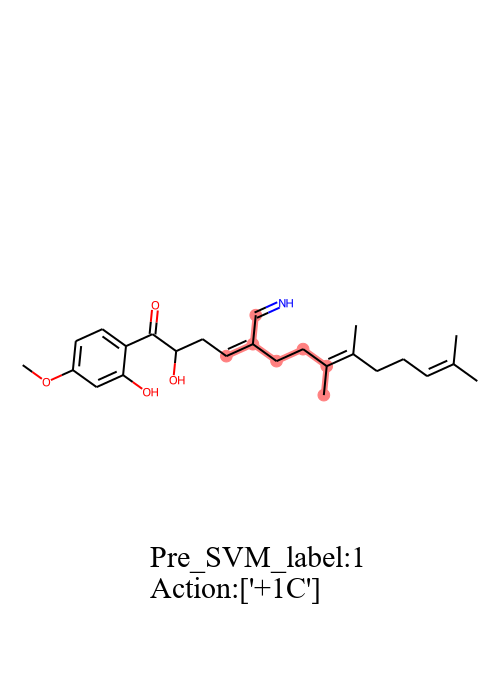 O
NH
OH
O
OH
Pre_SVM_label:1
Action:['+1C']